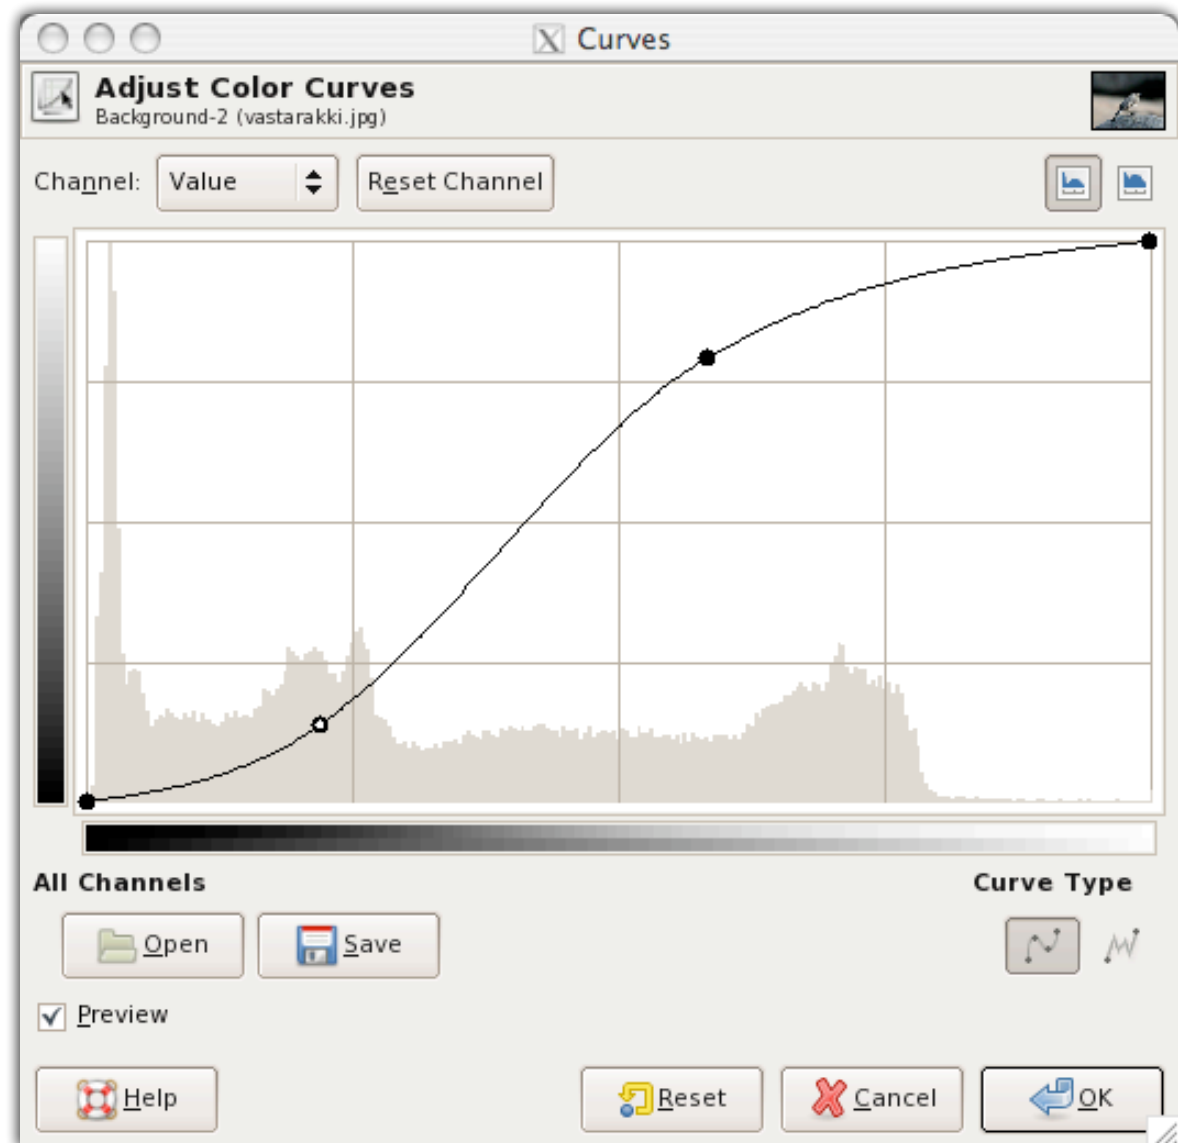 Curves
Adjust Color Curves
Background-2 (vastarakki.jpg)
Channel: Value Reset Channel
All Channels Curve Type
Open Save
Preview
Help Reset Cancel OK